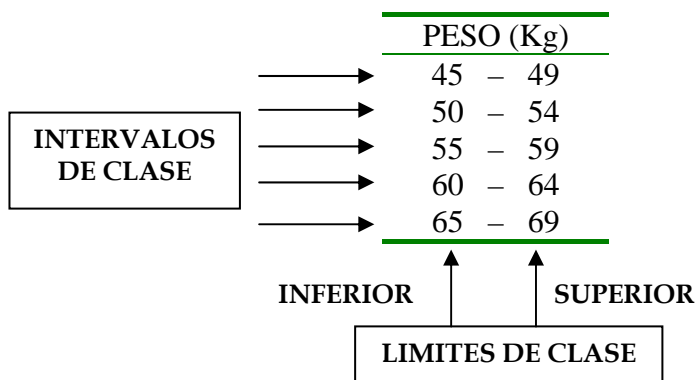 PESO (Kg)
45 – 49
50 – 54
INTERVALOS
DE CLASE
55 – 59
60 – 64
65 – 69
INFERIOR
SUPERIOR
LIMITES DE CLASE